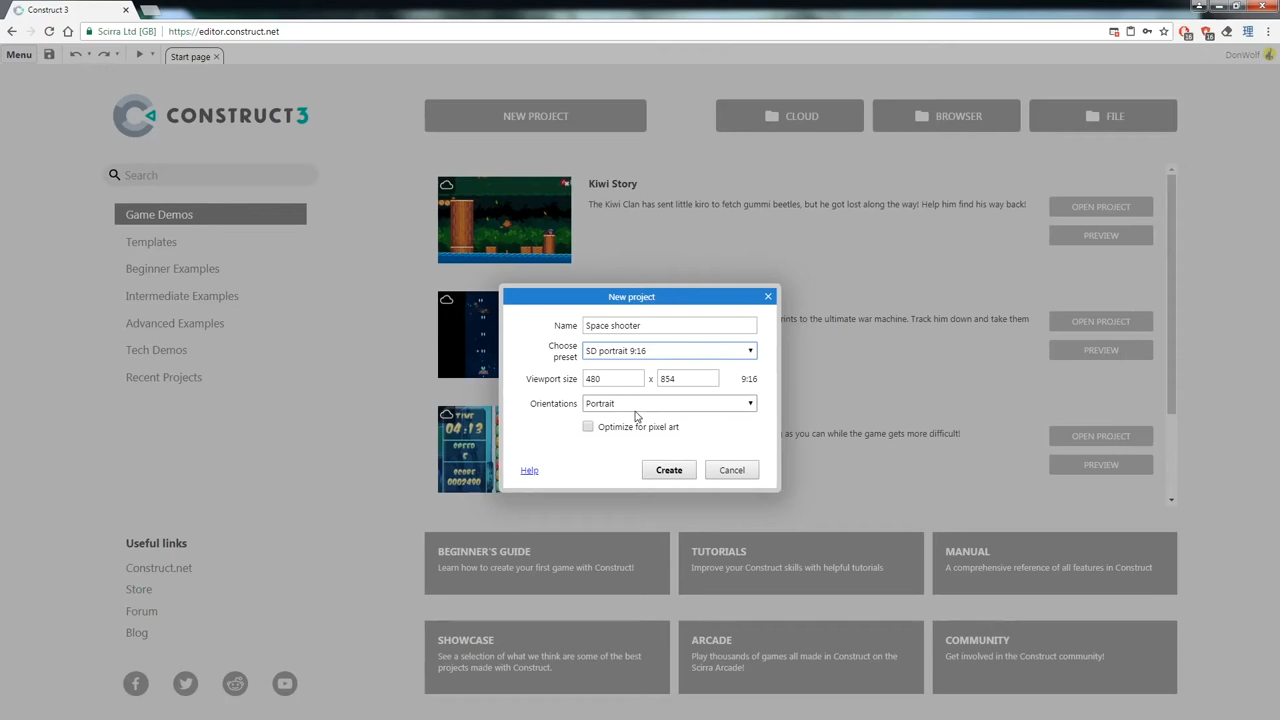 Construct 3
Scirra Ltd [GB] https://editor.construct.net
Menu
Start page
DonWolf
CONSTRUCT3
NEW PROJECT
CLOUD
BROWSER
FILE
Search
Game Demos
Templates
Beginner Examples
Intermediate Examples
Advanced Examples
Tech Demos
Recent Projects
Kiwi Story
The Kiwi Clan has sent little kiro to fetch gummi beetles, but he got lost along the way! Help him find his way back!
OPEN PROJECT
PREVIEW
prints to the ultimate war machine. Track him down and take them
OPEN PROJECT
PREVIEW
TIME
04:13
SPEED
5
SCORE
0002490
as you can while the game gets more difficult!
OPEN PROJECT
PREVIEW
New project
Name Space shooter
Choose preset SD portrait 9:16
Viewport size 480 x 854 9:16
Orientations Portrait
Optimize for pixel art
Help
Create
Cancel
Useful links
Construct.net
Store
Forum
Blog
BEGINNER'S GUIDE
Learn how to create your first game with Construct!
TUTORIALS
Improve your Construct skills with helpful tutorials
MANUAL
A comprehensive reference of all features in Construct
SHOWCASE
See a selection of what we think are some of the best
projects made with Construct.
ARCADE
Play thousands of games all made in Construct on the
Scirra Arcade!
COMMUNITY
Get involved in the Construct community!